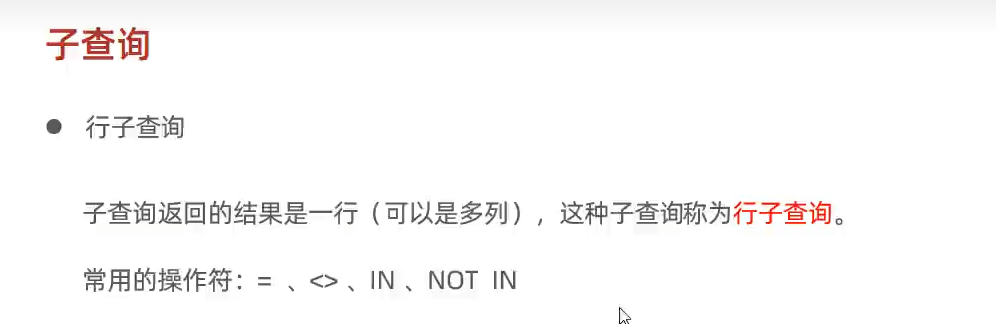 子查询
● 行子查询
子查询返回的结果是一行（可以是多列），这种子查询称为行子查询。
常用的操作符：= 、<> 、IN 、NOT IN